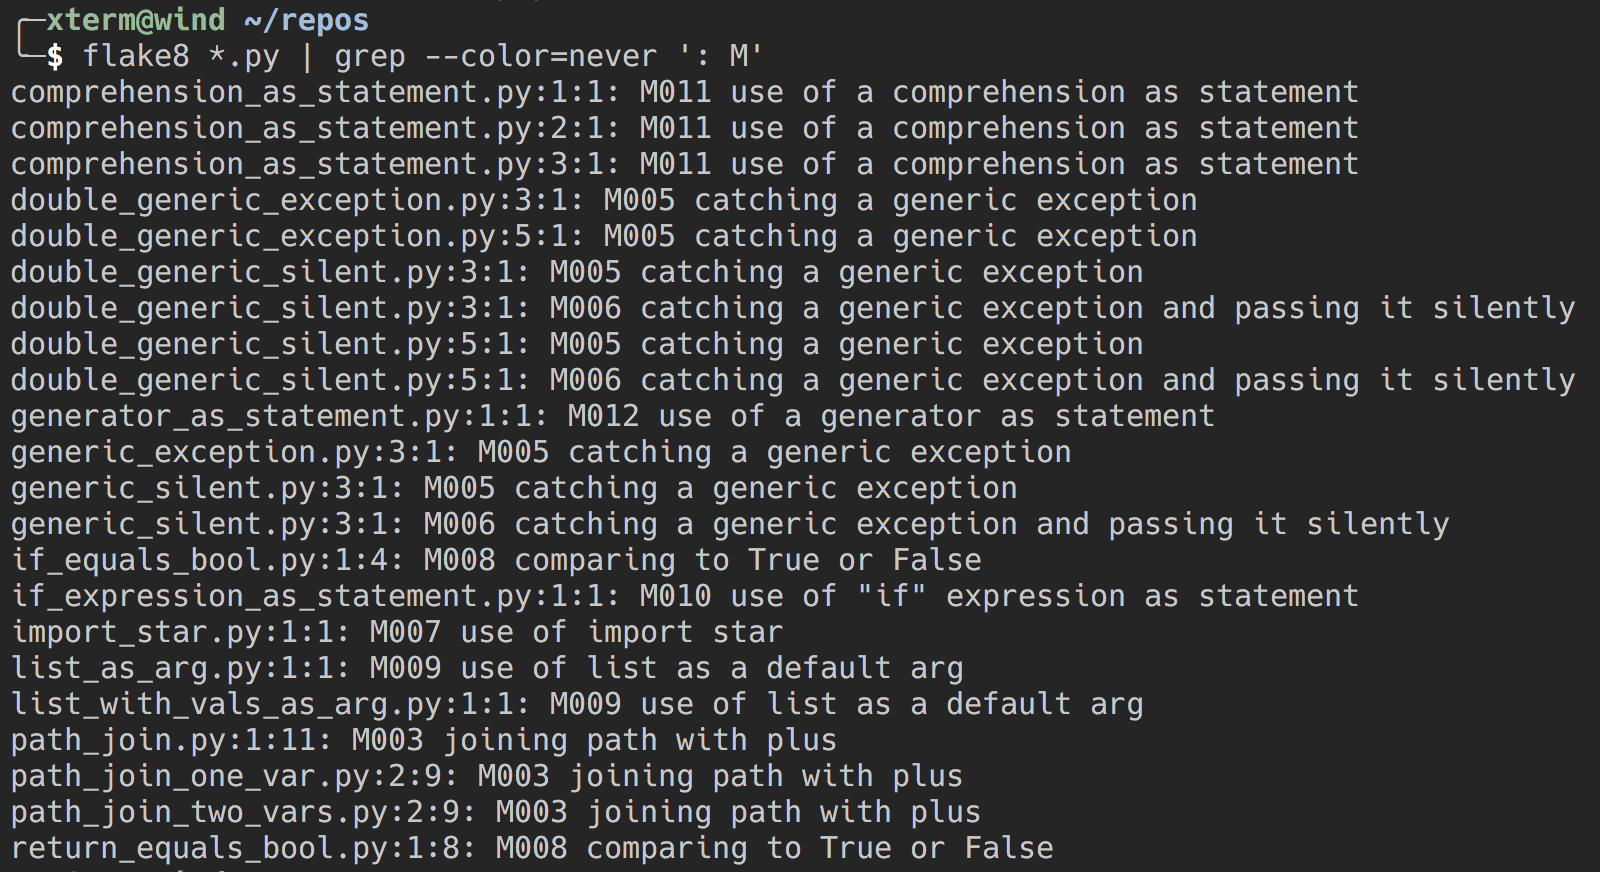 xterm@wind ~/repos
$ flake8 *.py | grep --color=never ': M'
comprehension_as_statement.py:1:1: M011 use of a comprehension as statement
comprehension_as_statement.py:2:1: M011 use of a comprehension as statement
comprehension_as_statement.py:3:1: M011 use of a comprehension as statement
double_generic_exception.py:3:1: M005 catching a generic exception
double_generic_exception.py:5:1: M005 catching a generic exception
double_generic_silent.py:3:1: M005 catching a generic exception
double_generic_silent.py:3:1: M006 catching a generic exception and passing it silently
double_generic_silent.py:5:1: M005 catching a generic exception
double_generic_silent.py:5:1: M006 catching a generic exception and passing it silently
generator_as_statement.py:1:1: M012 use of a generator as statement
generic_exception.py:3:1: M005 catching a generic exception
generic_silent.py:3:1: M005 catching a generic exception
generic_silent.py:3:1: M006 catching a generic exception and passing it silently
if_equals_bool.py:1:4: M008 comparing to True or False
if_expression_as_statement.py:1:1: M010 use of "if" expression as statement
import_star.py:1:1: M007 use of import star
list_as_arg.py:1:1: M009 use of list as a default arg
list_with_vals_as_arg.py:1:1: M009 use of list as a default arg
path_join.py:1:11: M003 joining path with plus
path_join_one_var.py:2:9: M003 joining path with plus
path_join_two_vars.py:2:9: M003 joining path with plus
return_equals_bool.py:1:8: M008 comparing to True or False